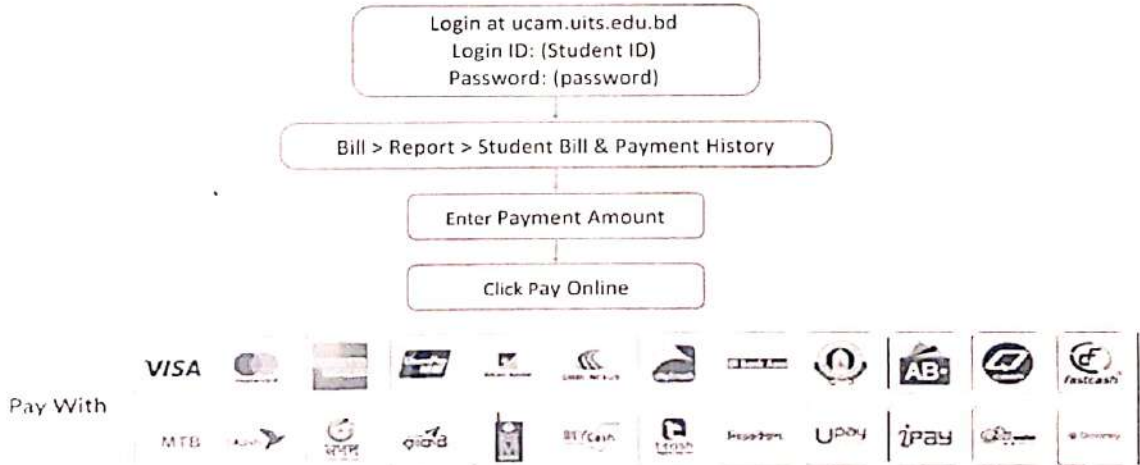 Login at ucam.uits.edu.bd
Login ID: (Student ID)
Password: (password)
Bill > Report > Student Bill & Payment History
Enter Payment Amount
Click Pay Online
Pay With
VISA
AB
fastcash
MTB
নগদ
Upay
iPay